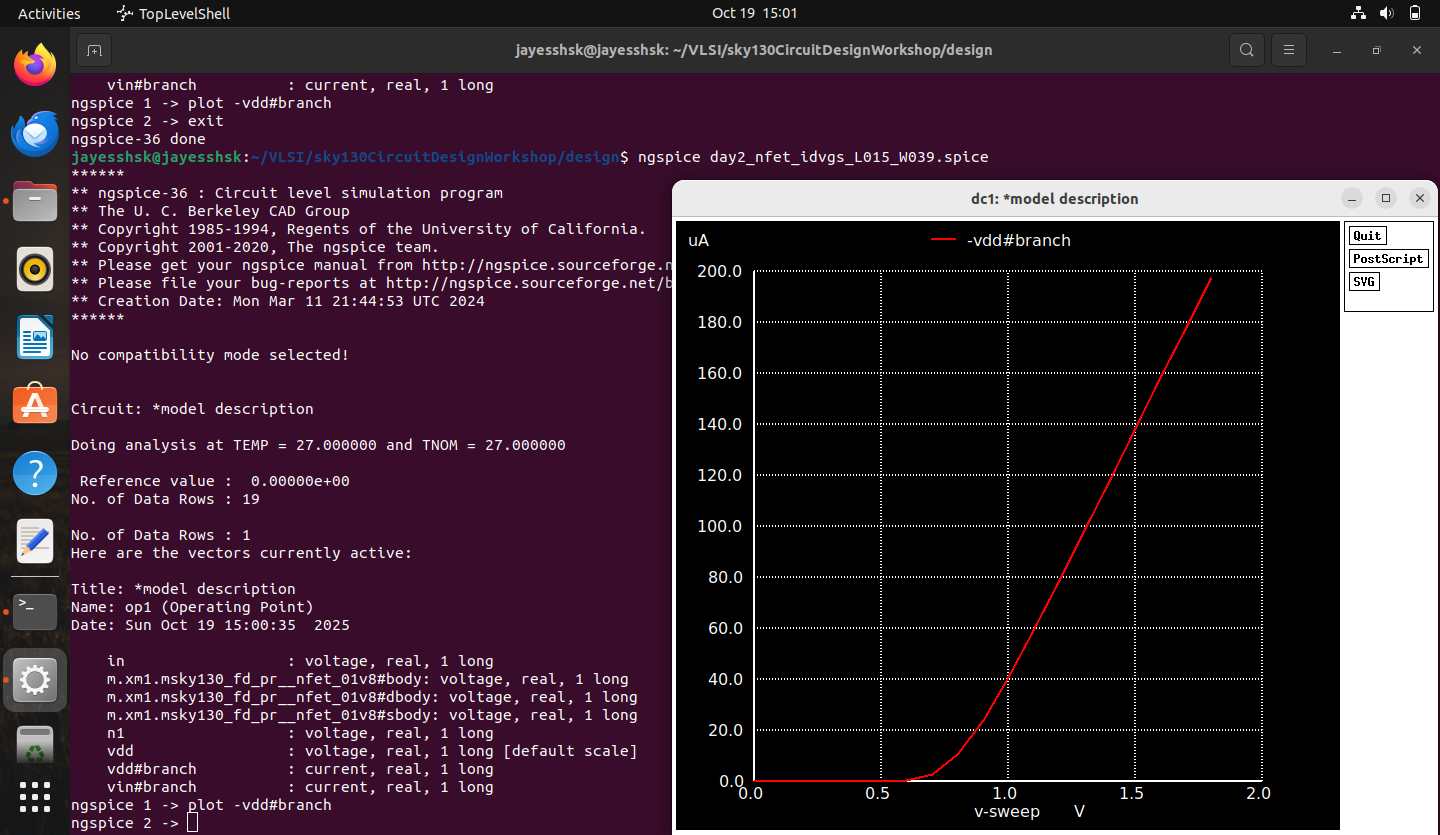 Activities
TopLevelShell
Oct 19 15:01
jayesshsk@jayesshsk: ~/VLSI/sky130CircuitDesignWorkshop/design
    vin#branch          : current, real, 1 long
ngspice 1 -> plot -vdd#branch
ngspice 2 -> exit
ngspice-36 done
jayesshsk@jayesshsk:~/VLSI/sky130CircuitDesignWorkshop/design$ ngspice day2_nfet_idvgs_L015_W039.spice
******
** ngspice-36 : Circuit level simulation program
** The U. C. Berkeley CAD Group
** Copyright 1985-1994, Regents of the University of California.
** Copyright 2001-2020, The ngspice team.
** Please get your ngspice manual from http://ngspice.sourceforge.n
** Please file your bug-reports at http://ngspice.sourceforge.net/b
** Creation Date: Mon Mar 11 21:44:53 UTC 2024
******
No compatibility mode selected!
Circuit: *model description
Doing analysis at TEMP = 27.000000 and TNOM = 27.000000
 Reference value :  0.00000e+00
No. of Data Rows : 19
No. of Data Rows : 1
Here are the vectors currently active:
Title: *model description
Name: op1 (Operating Point)
Date: Sun Oct 19 15:00:35  2025
    in                  : voltage, real, 1 long
    m.xm1.msky130_fd_pr__nfet_01v8#body: voltage, real, 1 long
    m.xm1.msky130_fd_pr__nfet_01v8#dbody: voltage, real, 1 long
    m.xm1.msky130_fd_pr__nfet_01v8#sbody: voltage, real, 1 long
    n1                  : voltage, real, 1 long
    vdd                 : voltage, real, 1 long [default scale]
    vdd#branch          : current, real, 1 long
    vin#branch          : current, real, 1 long
ngspice 1 -> plot -vdd#branch
ngspice 2 ->
dc1: *model description
uA
-vdd#branch
200.0
180.0
160.0
140.0
120.0
100.0
80.0
60.0
40.0
20.0
0.0
0.0 0.5 1.0 1.5 2.0
v-sweep V
Quit
PostScript
SVG